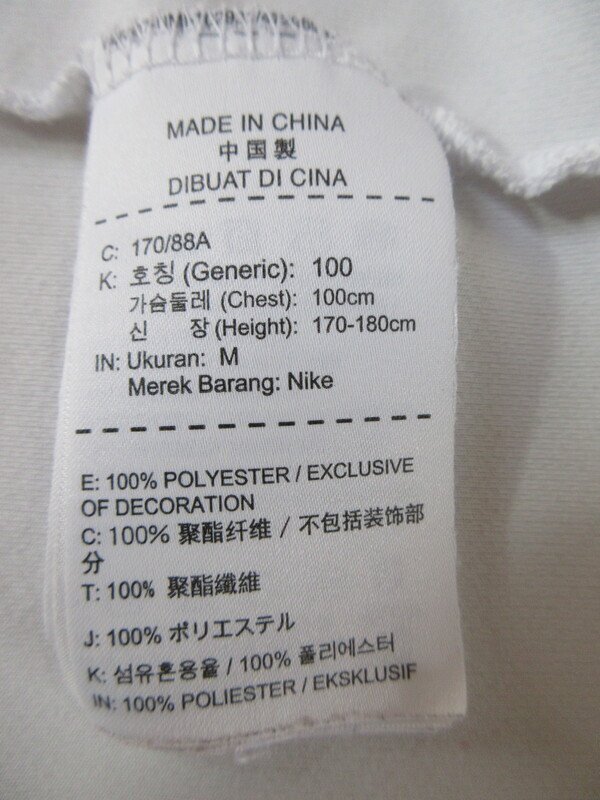 MADE IN CHINA
中国製
DIBUAT DI CINA
C: 170/88A
K: 호칭 (Generic): 100
가슴둘레 (Chest): 100cm
신 장 (Height): 170-180cm
IN: Ukuran: M
Merek Barang: Nike
E: 100% POLYESTER / EXCLUSIVE
OF DECORATION
C: 100% 聚酯纤维 / 不包括装饰部
分
T: 100% 聚酯纖維
J: 100% ポリエステル
K: 섬유혼용율 / 100% 폴리에스터
IN: 100% POLIESTER / EKSKLUSIF